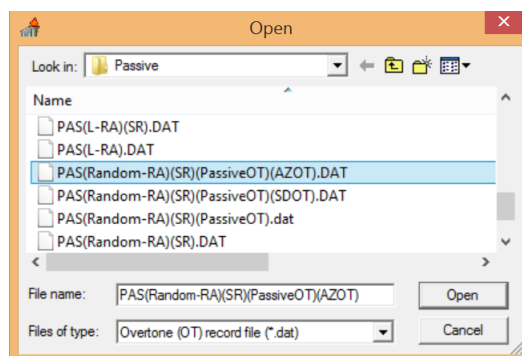 Open
Look in: Passive
Name
PAS(L-RA)(SR).DAT
PAS(L-RA).DAT
PAS(Random-RA)(SR)(PassiveOT)(AZOT).DAT
PAS(Random-RA)(SR)(PassiveOT)(SDOT).DAT
PAS(Random-RA)(SR)(PassiveOT).dat
PAS(Random-RA)(SR).DAT
File name: PAS(Random-RA)(SR)(PassiveOT)(AZOT) Open
Files of type: Overtone (OT) record file (*.dat) Cancel